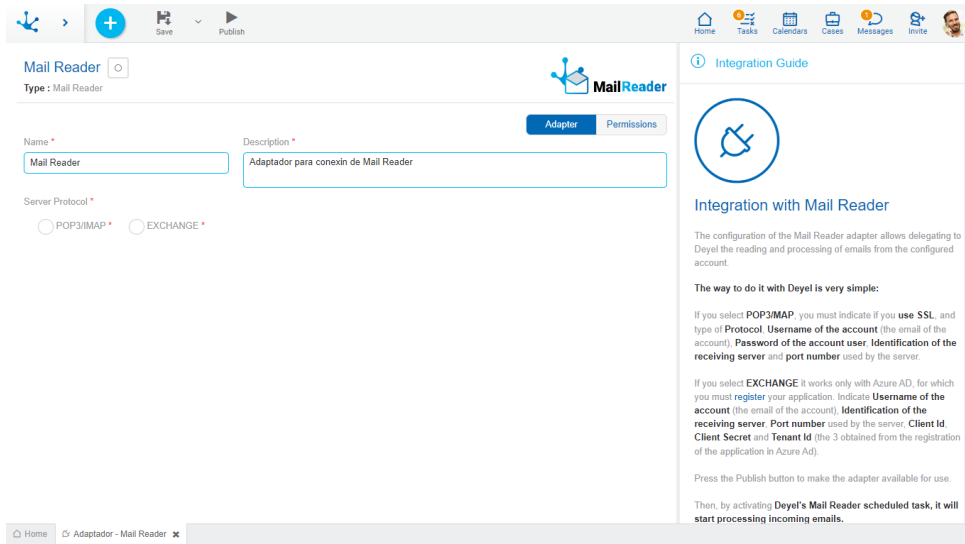 Save
Publish
Home
6
Tasks
Calendars
Cases
1
Messages
Invite
Mail Reader
Type : Mail Reader
MailReader
Adapter
Permissions
Name *
Description *
Mail Reader
Adaptador para conexin de Mail Reader
Server Protocol *
POP3/IMAP *
EXCHANGE *
Integration Guide
Integration with Mail Reader
The configuration of the Mail Reader adapter allows delegating to
Deyel the reading and processing of emails from the configured
account.
The way to do it with Deyel is very simple:
If you select POP3/MAP, you must indicate if you use SSL, and
type of Protocol, Username of the account (the email of the
account), Password of the account user, Identification of the
receiving server and port number used by the server.
If you select EXCHANGE it works only with Azure AD, for which
you must register your application. Indicate Username of the
account (the email of the account), Identification of the
receiving server, Port number used by the server, Client Id,
Client Secret and Tenant Id (the 3 obtained from the registration
of the application in Azure Ad).
Press the Publish button to make the adapter available for use.
Then, by activating Deyel's Mail Reader scheduled task, it will
start processing incoming emails.
Home
Adaptador - Mail Reader